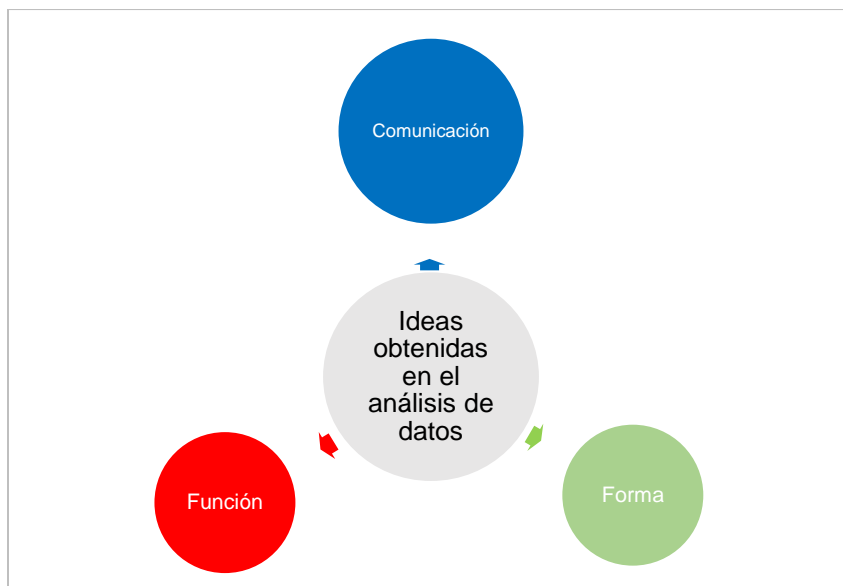 Comunicación
Ideas
obtenidas
en el
análisis de
datos
Función
Forma